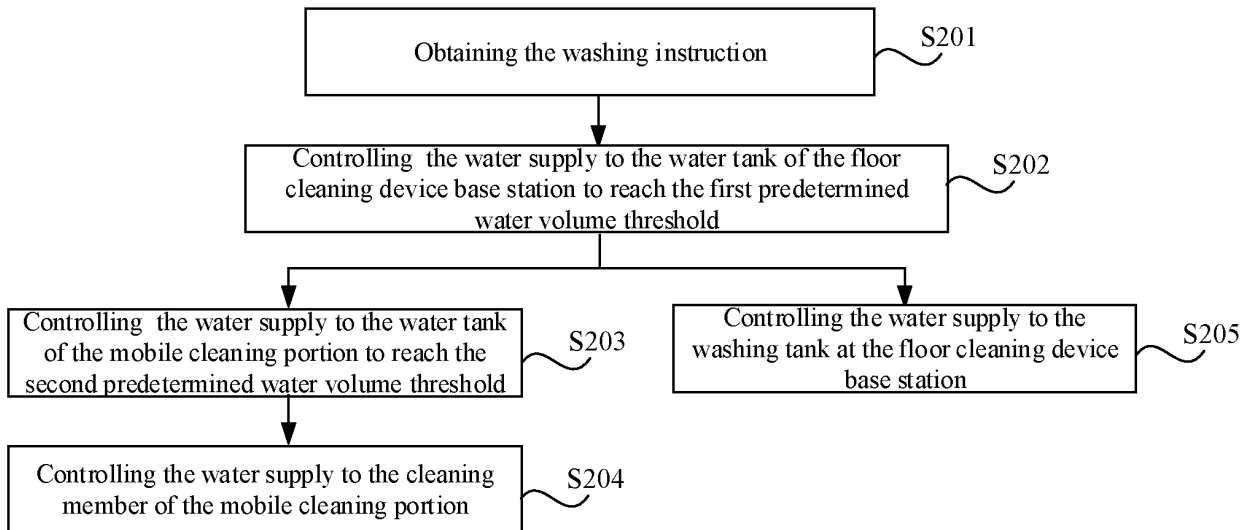 Obtaining the washing instruction
S201
Controlling the water supply to the water tank of the floor
cleaning device base station to reach the first predetermined
water volume threshold
S202
Controlling the water supply to the water tank
of the mobile cleaning portion to reach the
second predetermined water volume threshold
S203
Controlling the water supply to the
washing tank at the floor cleaning device
base station
S205
Controlling the water supply to the cleaning
member of the mobile cleaning portion
S204